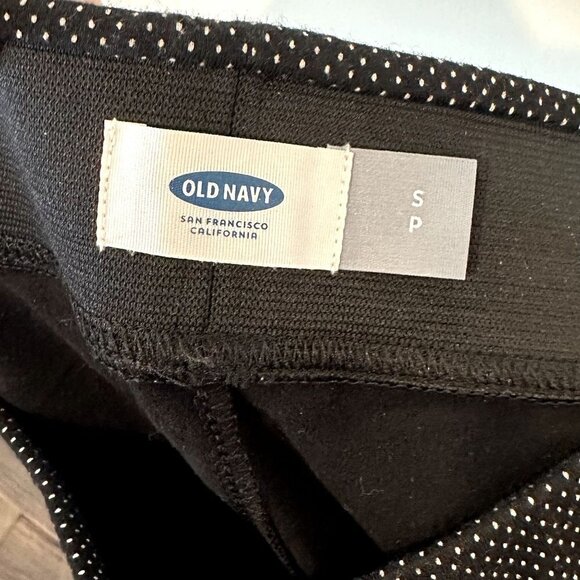 OLD NAVY
SAN FRANCISCO
CALIFORNIA
S
P